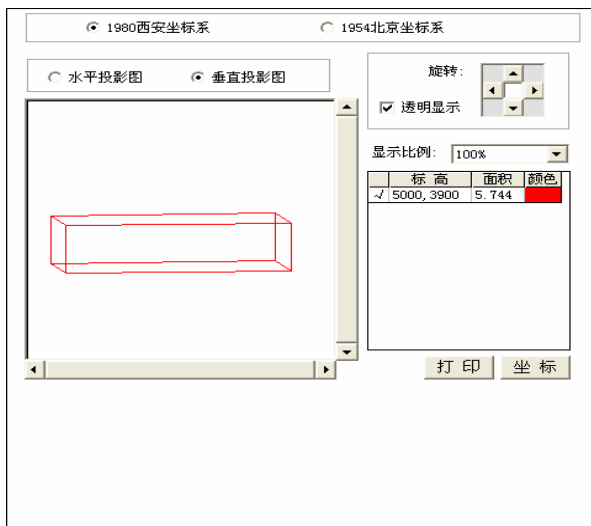 1980西安坐标系 1954北京坐标系
水平投影图 垂直投影图
旋转:
透明显示
显示比例: 100%
标 高 面积 颜色
√ 5000,3900 5.744
打 印 坐 标